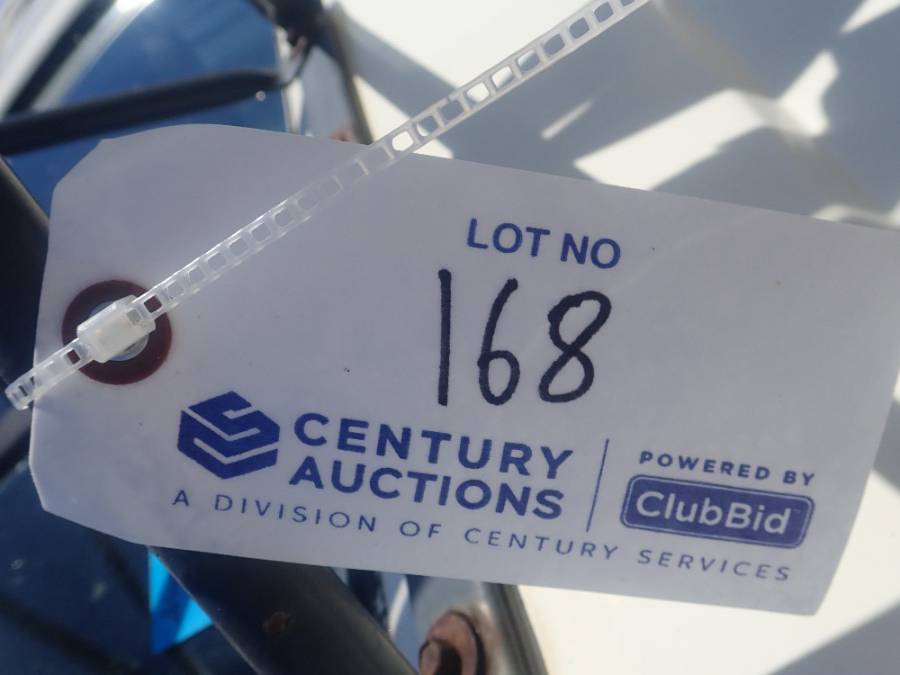 LOT NO
168
CENTURY
AUCTIONS
A DIVISION OF CENTURY SERVICES
POWERED BY
ClubBid